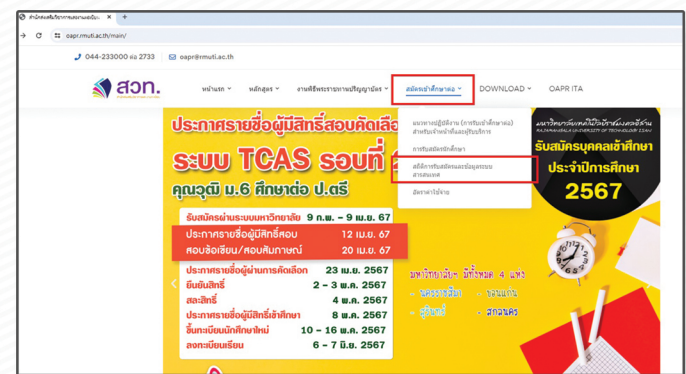 สำนักส่งเสริมวิชาการและงานทะเบียน
oapr.rmuti.ac.th/main/
044-233000 ต่อ 2733
oapr@rmuti.ac.th
สวท.
หน้าแรก
หลักสูตร
งานพิธีพระราชทานปริญญาบัตร
สมัครเข้าศึกษาต่อ
DOWNLOAD
OAPR ITA
แนวทางปฏิบัติงาน (การรับเข้าศึกษาต่อ)
สำหรับเจ้าหน้าที่และผู้รับบริการ
การรับสมัครนักศึกษา
สถิติการรับสมัครและข้อมูลระบบ
สารสนเทศ
อัตราค่าใช้จ่าย
ประกาศรายชื่อผู้มีสิทธิ์สอบคัดเลือ
ระบบ TCAS รอบที่
คุณวุฒิ ม.6 ศึกษาต่อ ป.ตรี
รับสมัครผ่านระบบมหาวิทยาลัย 9 ก.พ. – 9 เม.ย. 67
ประกาศรายชื่อผู้มีสิทธิ์สอบ 12 เม.ย. 67
สอบข้อเขียน/สอบสัมภาษณ์ 20 เม.ย. 67
ประกาศรายชื่อผู้ผ่านการคัดเลือก 23 เม.ย. 2567
ยืนยันสิทธิ์ 2 – 3 พ.ค. 2567
สละสิทธิ์ 4 พ.ค. 2567
ประกาศรายชื่อผู้มีสิทธิ์เข้าศึกษา 8 พ.ค. 2567
ขึ้นทะเบียนนักศึกษาใหม่ 10 – 16 พ.ค. 2567
ลงทะเบียนเรียน 6 – 7 มิ.ย. 2567
มหาวิทยาลัยเทคโนโลยีราชมงคลอีสาน
RAJAMANGALA UNIVERSITY OF TECHNOLOGY ISAN
รับสมัครบุคคลเข้าศึกษา
ประจำปีการศึกษา
2567
มหาวิทยาลัยฯ มีทั้งหมด 4 แห่ง
- นครราชสีมา - ขอนแก่น
- สุรินทร์ - สกลนคร